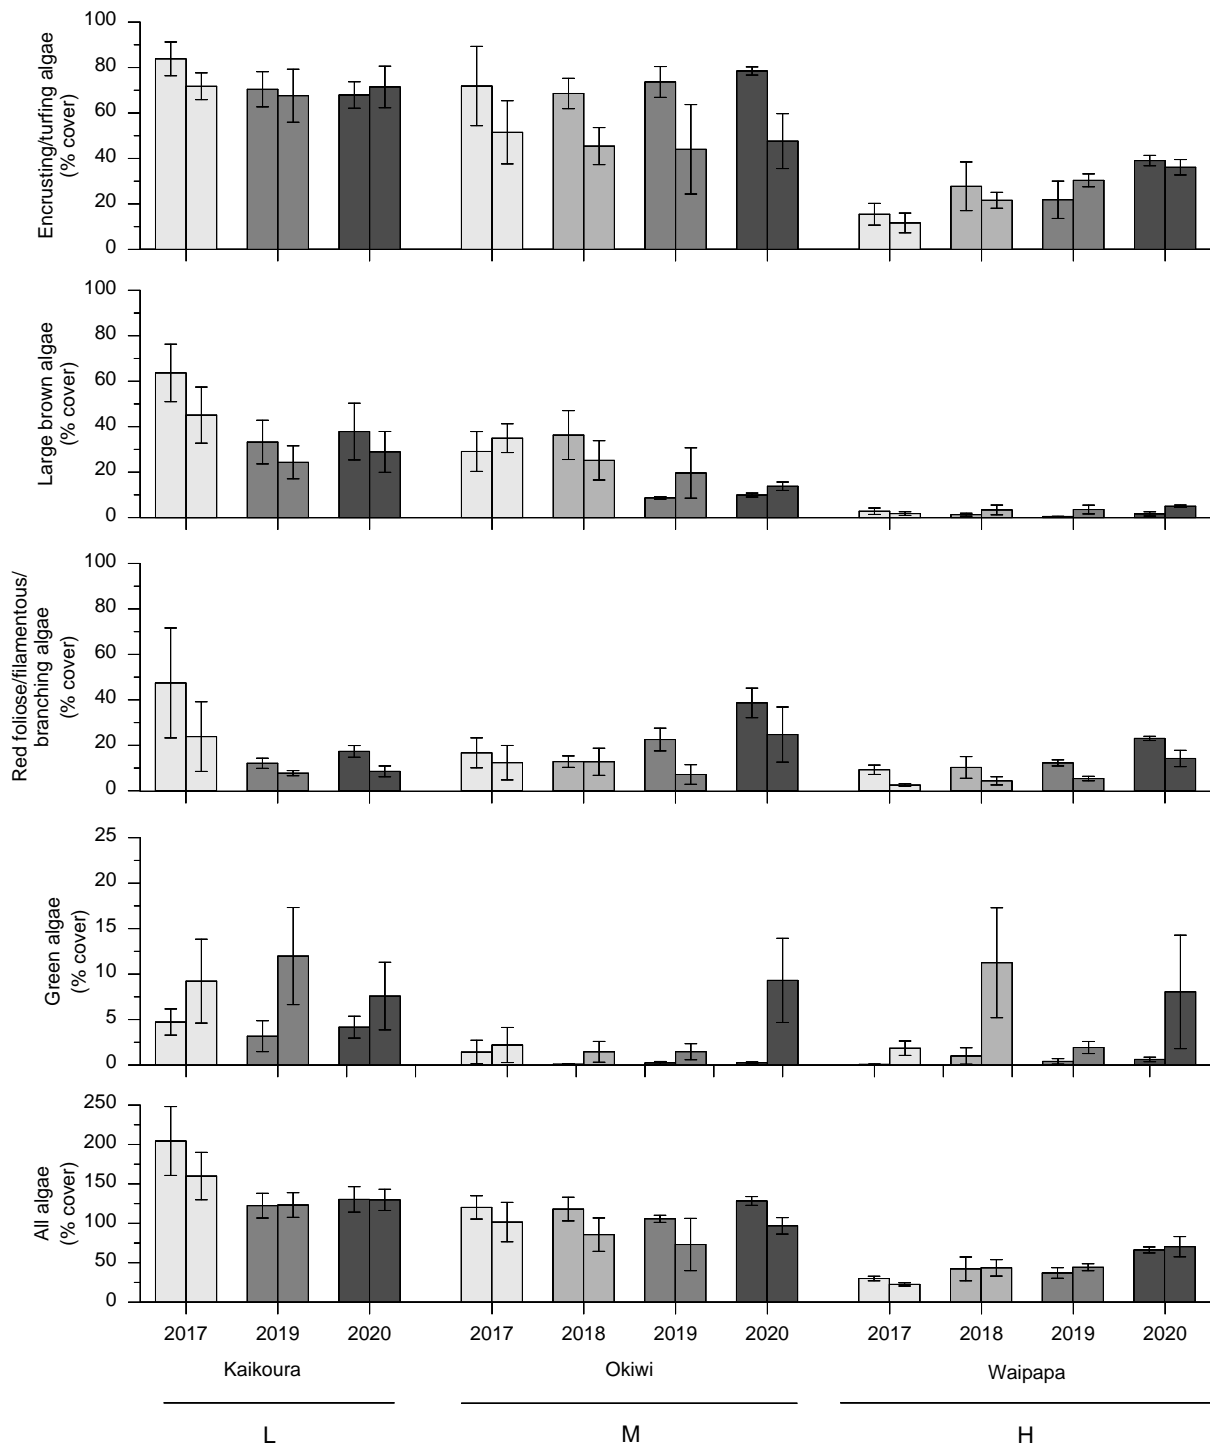 Encrusting/turfing algae
(% cover)
100
80
60
40
20
0
Large brown algae
(% cover)
100
80
60
40
20
0
Red foliose/filamentous/
branching algae
(% cover)
100
80
60
40
20
0
Green algae
(% cover)
25
20
15
10
5
0
All algae
(% cover)
250
200
150
100
50
0
2017 2019 2020 2017 2018 2019 2020 2017 2018 2019 2020
Kaikoura Okiwi Waipapa
L M H